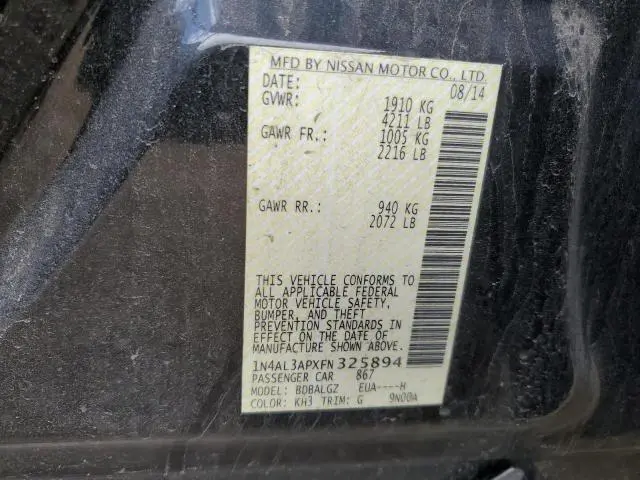 MFD BY NISSAN MOTOR CO., LTD.
DATE: 08/14
GVWR: 1910 KG
4211 LB
GAWR FR.: 1005 KG
2216 LB
GAWR RR.: 940 KG
2072 LB
THIS VEHICLE CONFORMS TO
ALL APPLICABLE FEDERAL
MOTOR VEHICLE SAFETY,
BUMPER, AND THEFT
PREVENTION STANDARDS IN
EFFECT ON THE DATE OF
MANUFACTURE SHOWN ABOVE.
1N4AL3APXFN325894
PASSENGER CAR 867
MODEL: BDBALGZ EUA----H
COLOR: KH3 TRIM: G 9N00A